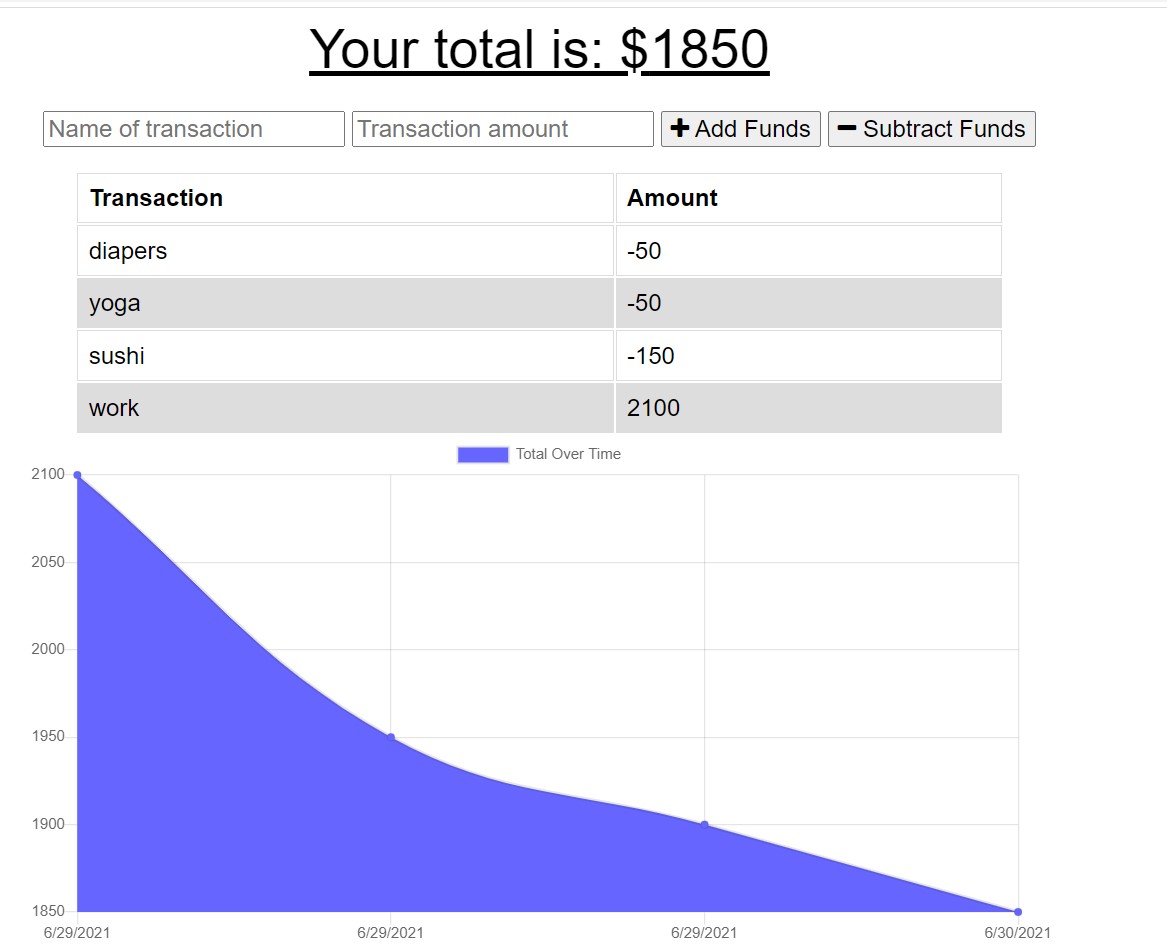 Your total is: $1850
Name of transaction Transaction amount Add Funds Subtract Funds
Transaction Amount
diapers -50
yoga -50
sushi -150
work 2100
Total Over Time
2100
2050
2000
1950
1900
1850
6/29/2021 6/29/2021 6/29/2021 6/30/2021